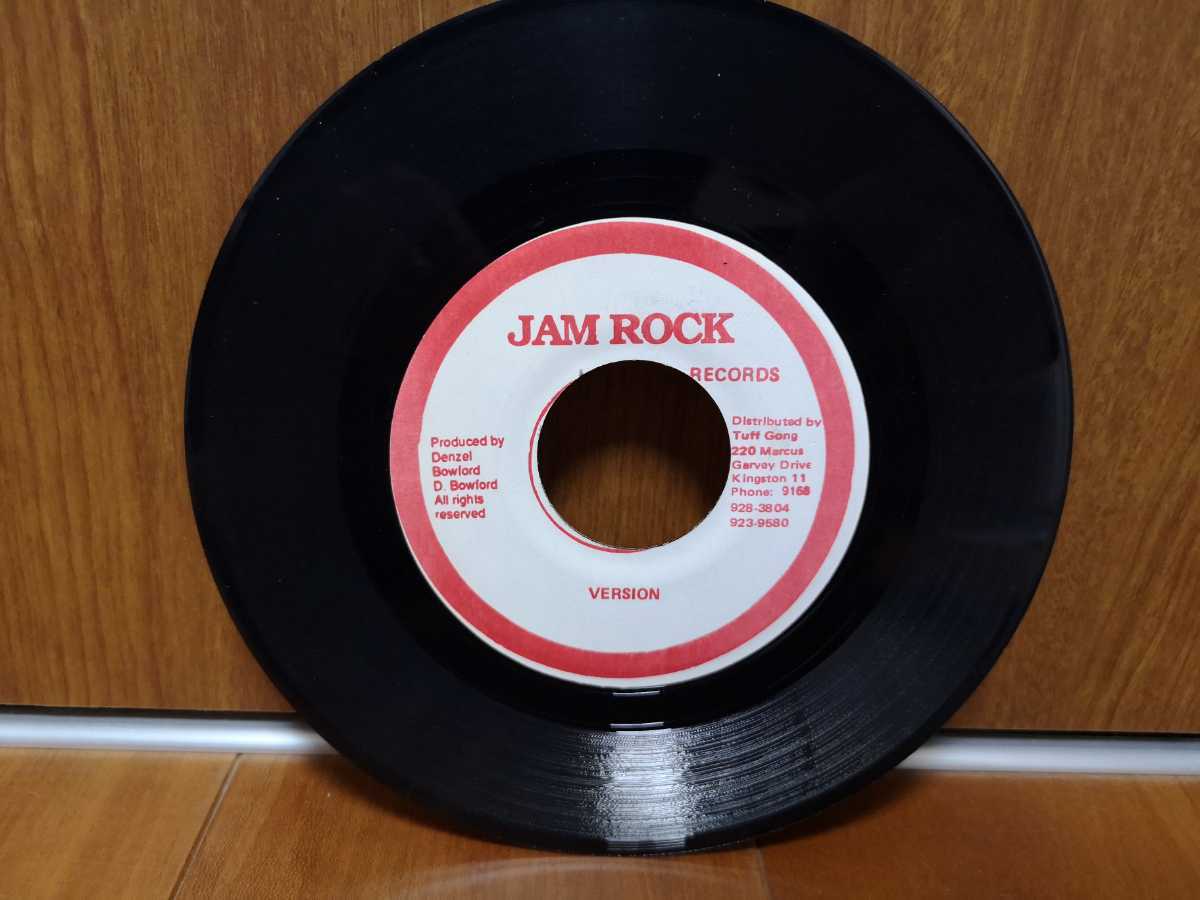 JAM ROCK
RECORDS
Produced by
Denzel
Bowlord
D. Bowlord
All rights
reserved
Distributed by
Tuff Gong
220 Marcus
Garvey Drive
Kingston 11
Phone: 9168
928-3804
923-9580
VERSION